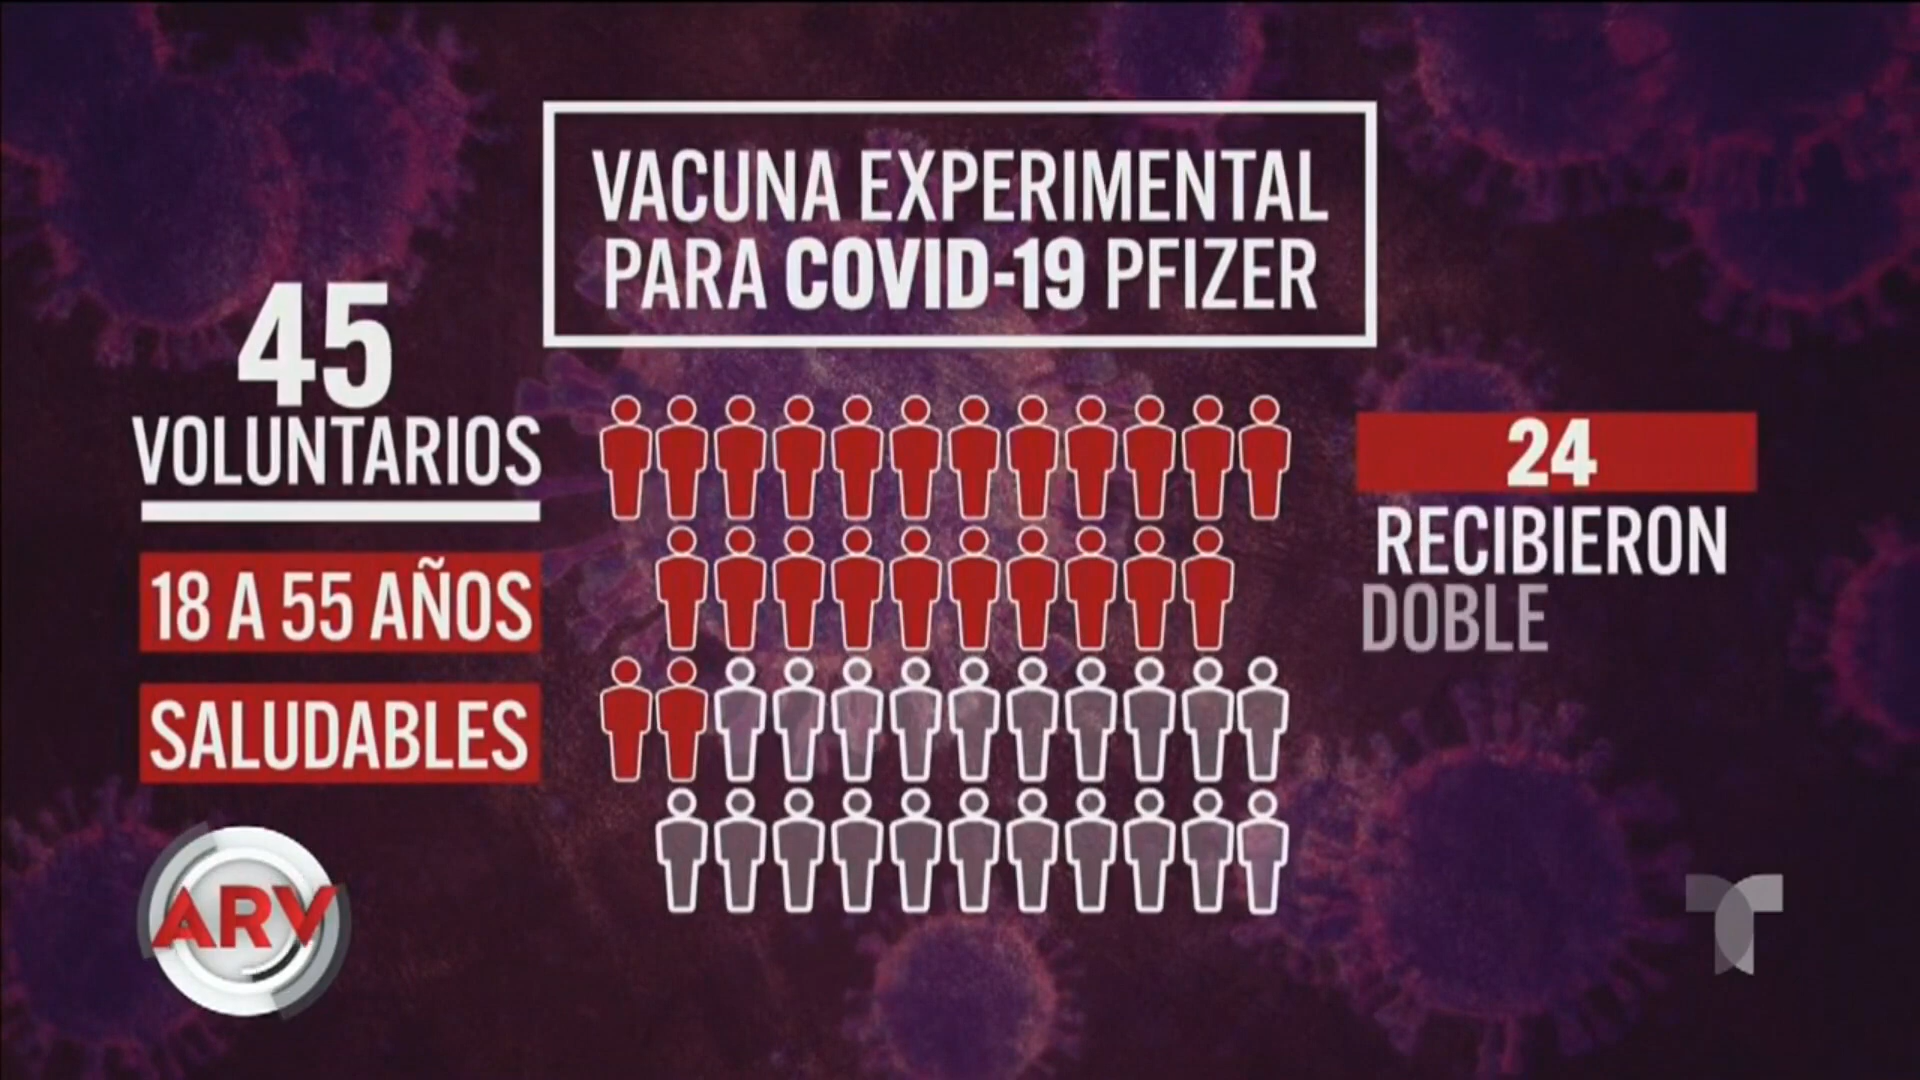 VACUNA EXPERIMENTAL
PARA COVID-19 PFIZER
45
VOLUNTARIOS
18 A 55 AÑOS
SALUDABLES
24
RECIBIERON
DOBLE
ARV